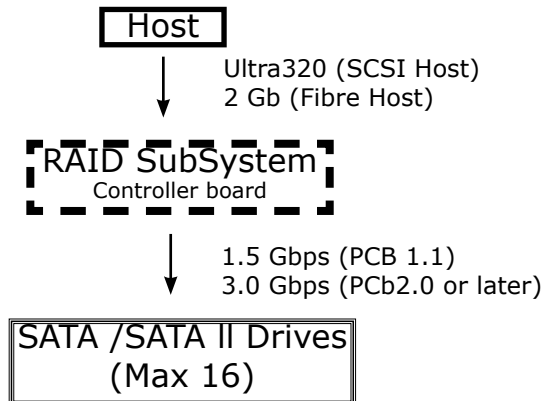 Host
Ultra320 (SCSI Host)
2 Gb (Fibre Host)
RAID SubSystem
Controller board
1.5 Gbps (PCB 1.1)
3.0 Gbps (PCb2.0 or later)
SATA /SATA ll Drives
(Max 16)